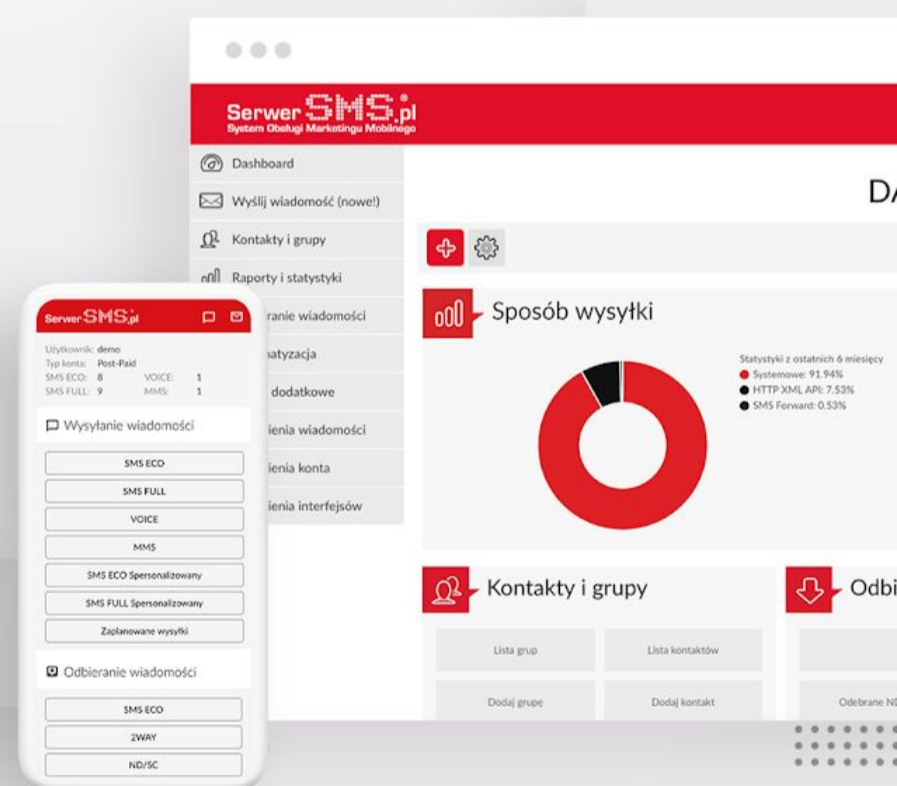 Serwer SMS.pl
System Obsługi Marketingu Mobilnego
Dashboard
Wyślij wiadomość (nowe!)
Kontakty i grupy
Raporty i statystyki
ranie wiadomości
atyzacja
dodatkowe
ienia wiadomości
ienia konta
ienia interfejsów
DA
Sposób wysyłki
Statystyki z ostatnich 6 miesięcy
Systemowe: 91.94%
HTTP XML API: 7.53%
SMS Forward: 0.53%
Kontakty i grupy
Lista grup
Lista kontaktów
Dodaj grupę
Dodaj kontakt
Odbi
Odebrane ND
Serwer SMS.pl
Użytkownik: demo
Typ konta: Post-Paid
SMS ECO: 8 VOICE: 1
SMS FULL: 9 MMS: 1
Wysyłanie wiadomości
SMS ECO
SMS FULL
VOICE
MMS
SMS ECO Spersonalizowany
SMS FULL Spersonalizowany
Zaplanowane wysyłki
Odbieranie wiadomości
SMS ECO
2WAY
ND/SC